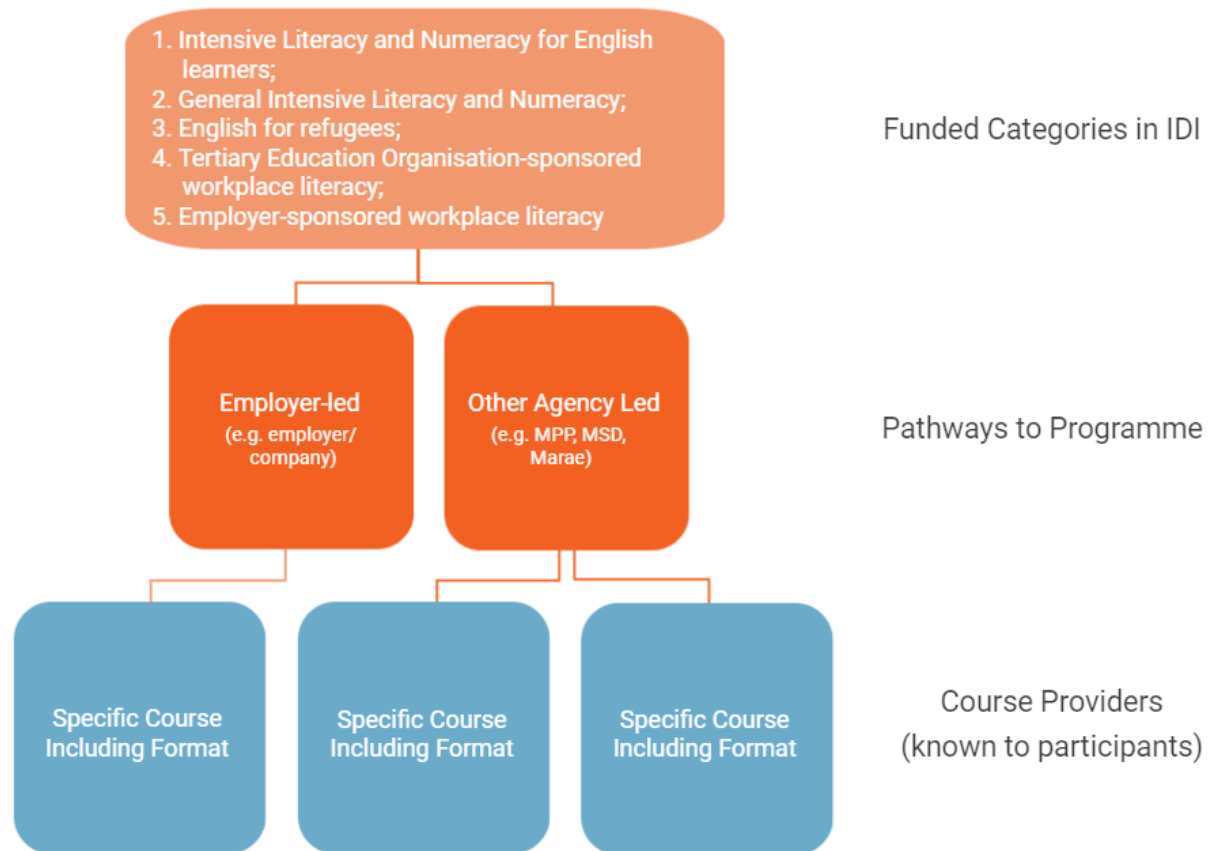 1. Intensive Literacy and Numeracy for English
learners;
2. General Intensive Literacy and Numeracy;
3. English for refugees;
4. Tertiary Education Organisation-sponsored
workplace literacy;
5. Employer-sponsored workplace literacy
Funded Categories in IDI
Employer-led
(e.g. employer/
company)
Other Agency Led
(e.g. MPP, MSD,
Marae)
Pathways to Programme
Specific Course
Including Format
Specific Course
Including Format
Specific Course
Including Format
Course Providers
(known to participants)